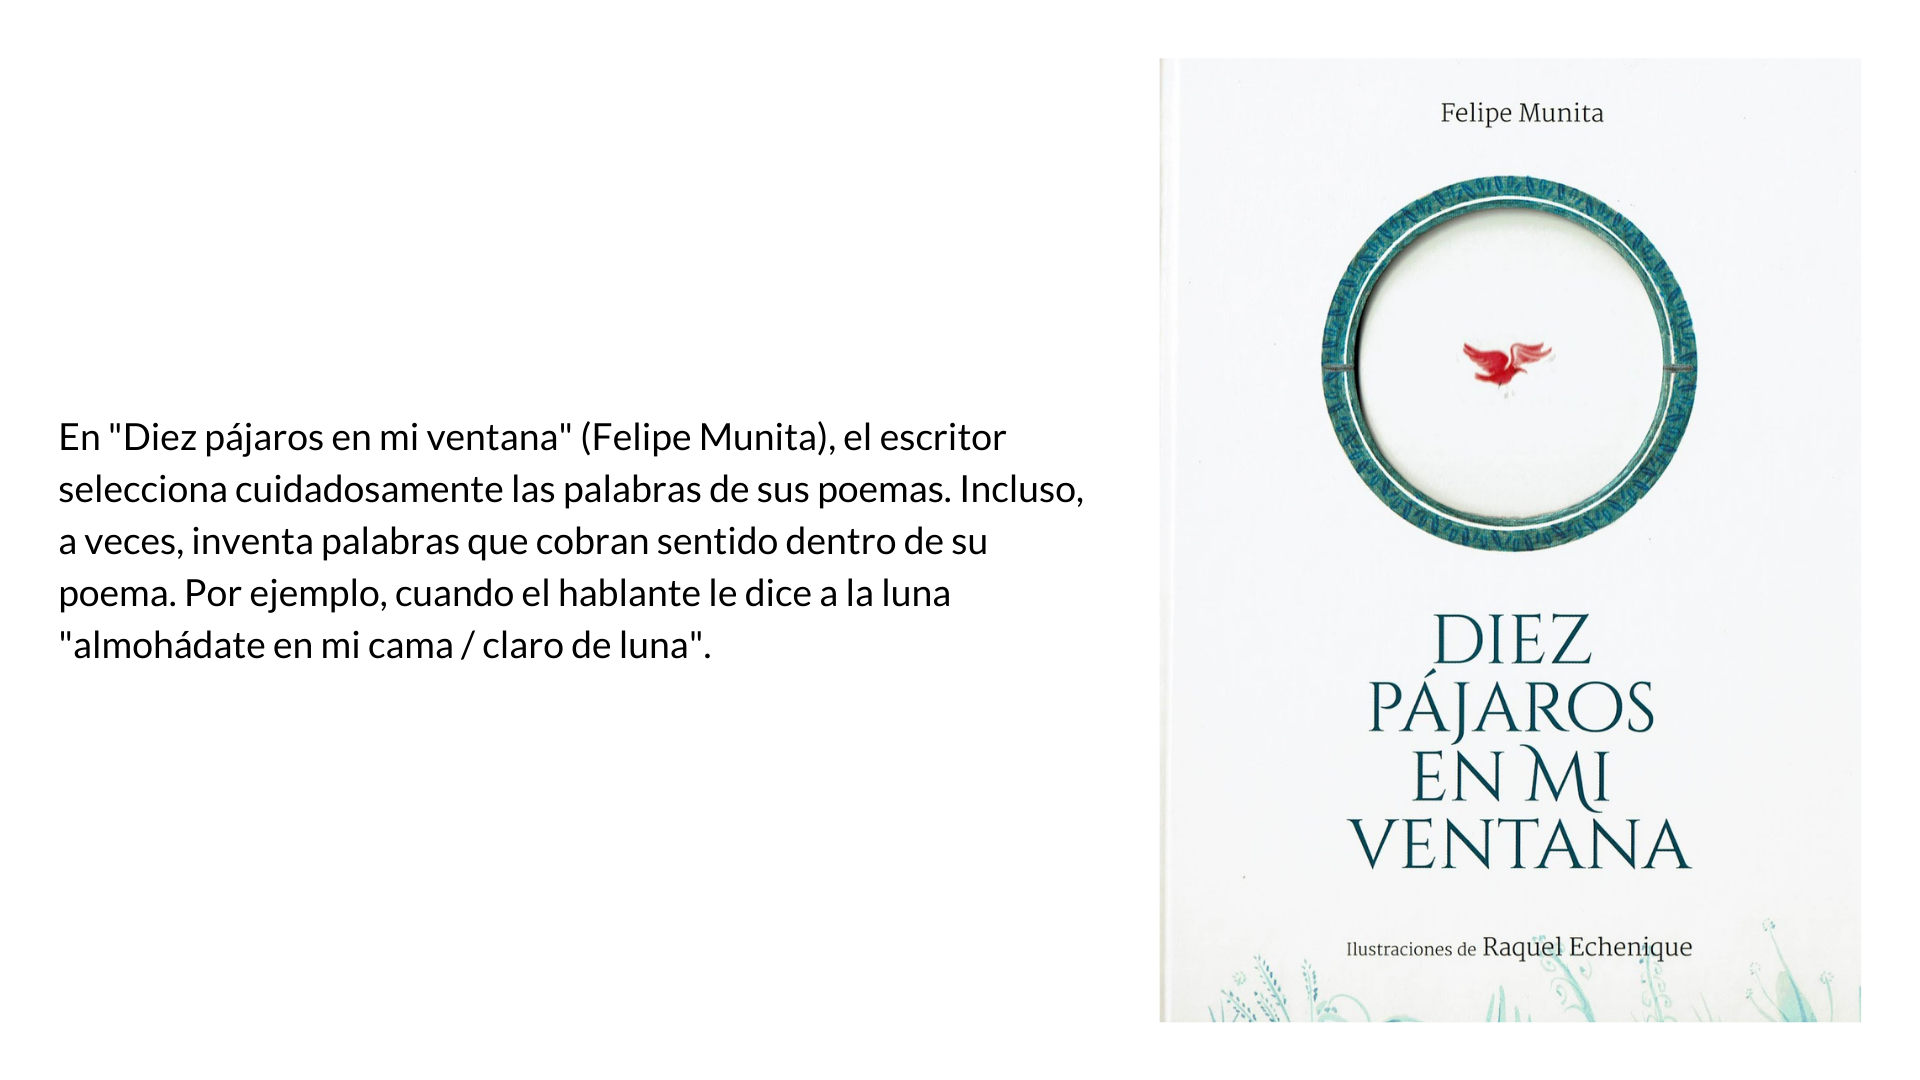 En "Diez pájaros en mi ventana" (Felipe Munita), el escritor
selecciona cuidadosamente las palabras de sus poemas. Incluso,
a veces, inventa palabras que cobran sentido dentro de su
poema. Por ejemplo, cuando el hablante le dice a la luna
"almohádate en mi cama / claro de luna".
Felipe Munita
DIEZ
PÁJAROS
EN MI
VENTANA
Ilustraciones de Raquel Echenique